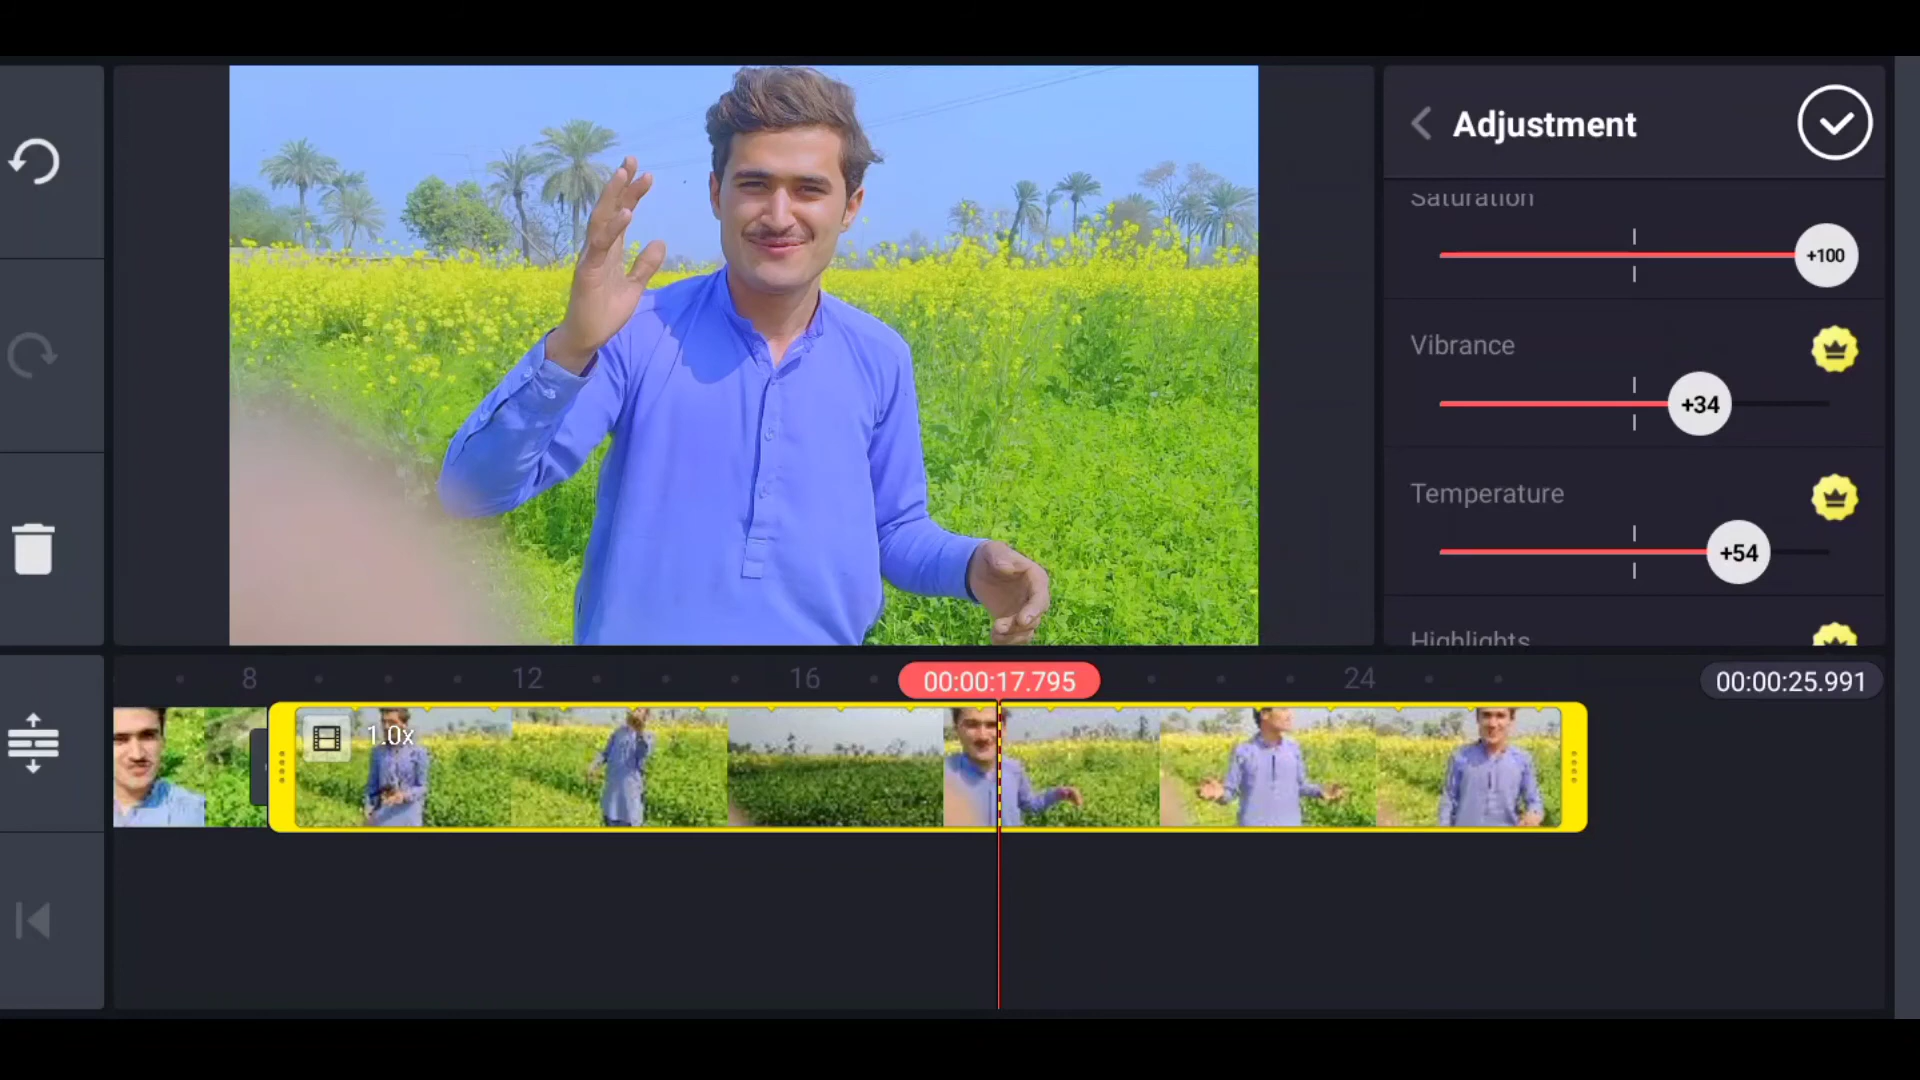 Adjustment
Saturation
+100
Vibrance
+34
Temperature
+54
Highlights
8
12
16
00:00:17.795
24
00:00:25.991
1.0x